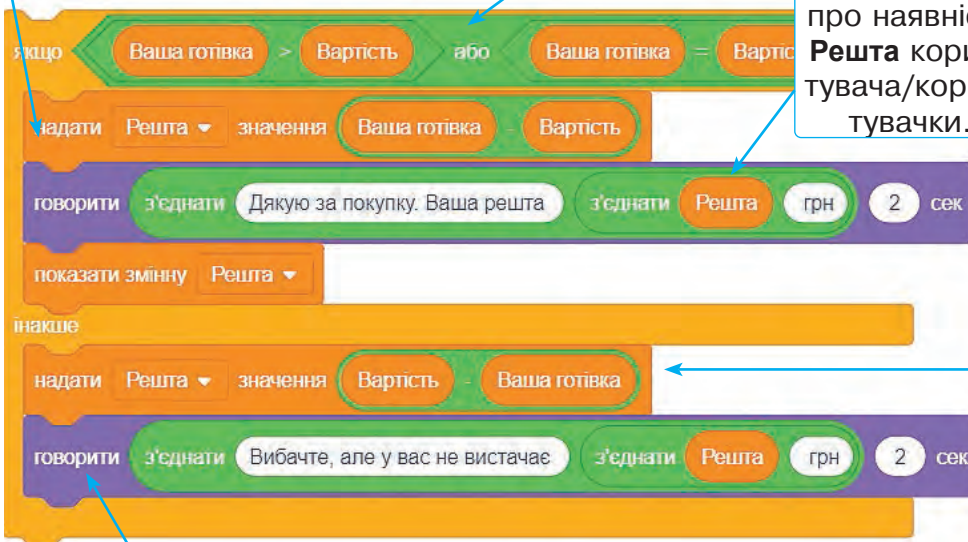 про наявніс
Решта кори
тувача/кор
тувачки.
якщо Ваша готівка > Вартість або Ваша готівка = Вартіс
надати Решта значення Ваша готівка - Вартість
говорити з'єднати Дякую за покупку. Ваша решта з'єднати Решта грн 2 сек
показати змінну Решта
інакше
надати Решта значення Вартість - Ваша готівка
говорити з'єднати Вибачте, але у вас не вистачає з'єднати Решта грн 2 сек